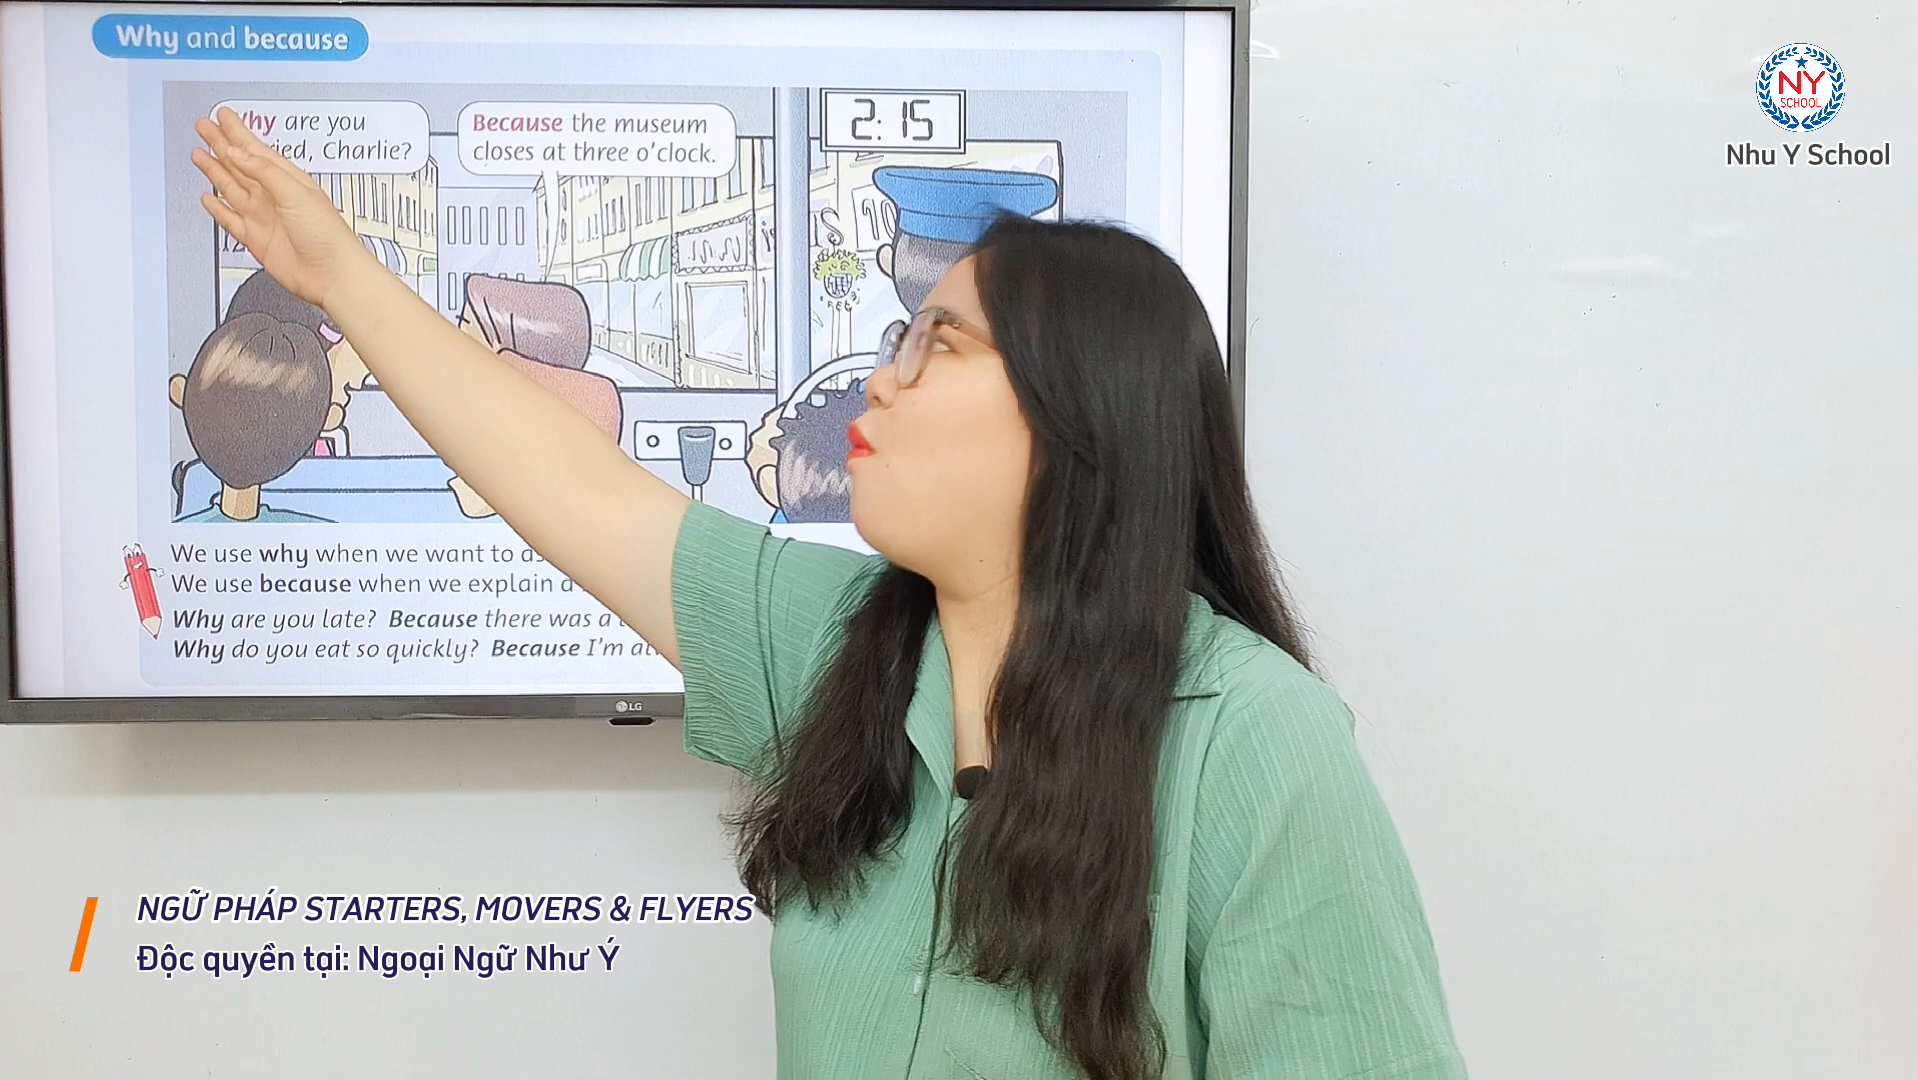 Why and because
Why are you
Charlie?
Because the museum
closes at three o'clock.
2:15
NY
SCHOOL
Nhu Y School
10
We use why when we want to
We use because when we explain a
Why are you late? Because there was a
Why do you eat so quickly? Because I'm
LG
NGỮ PHÁP STARTERS, MOVERS & FLYERS
Độc quyền tại: Ngoại Ngữ Như Ý